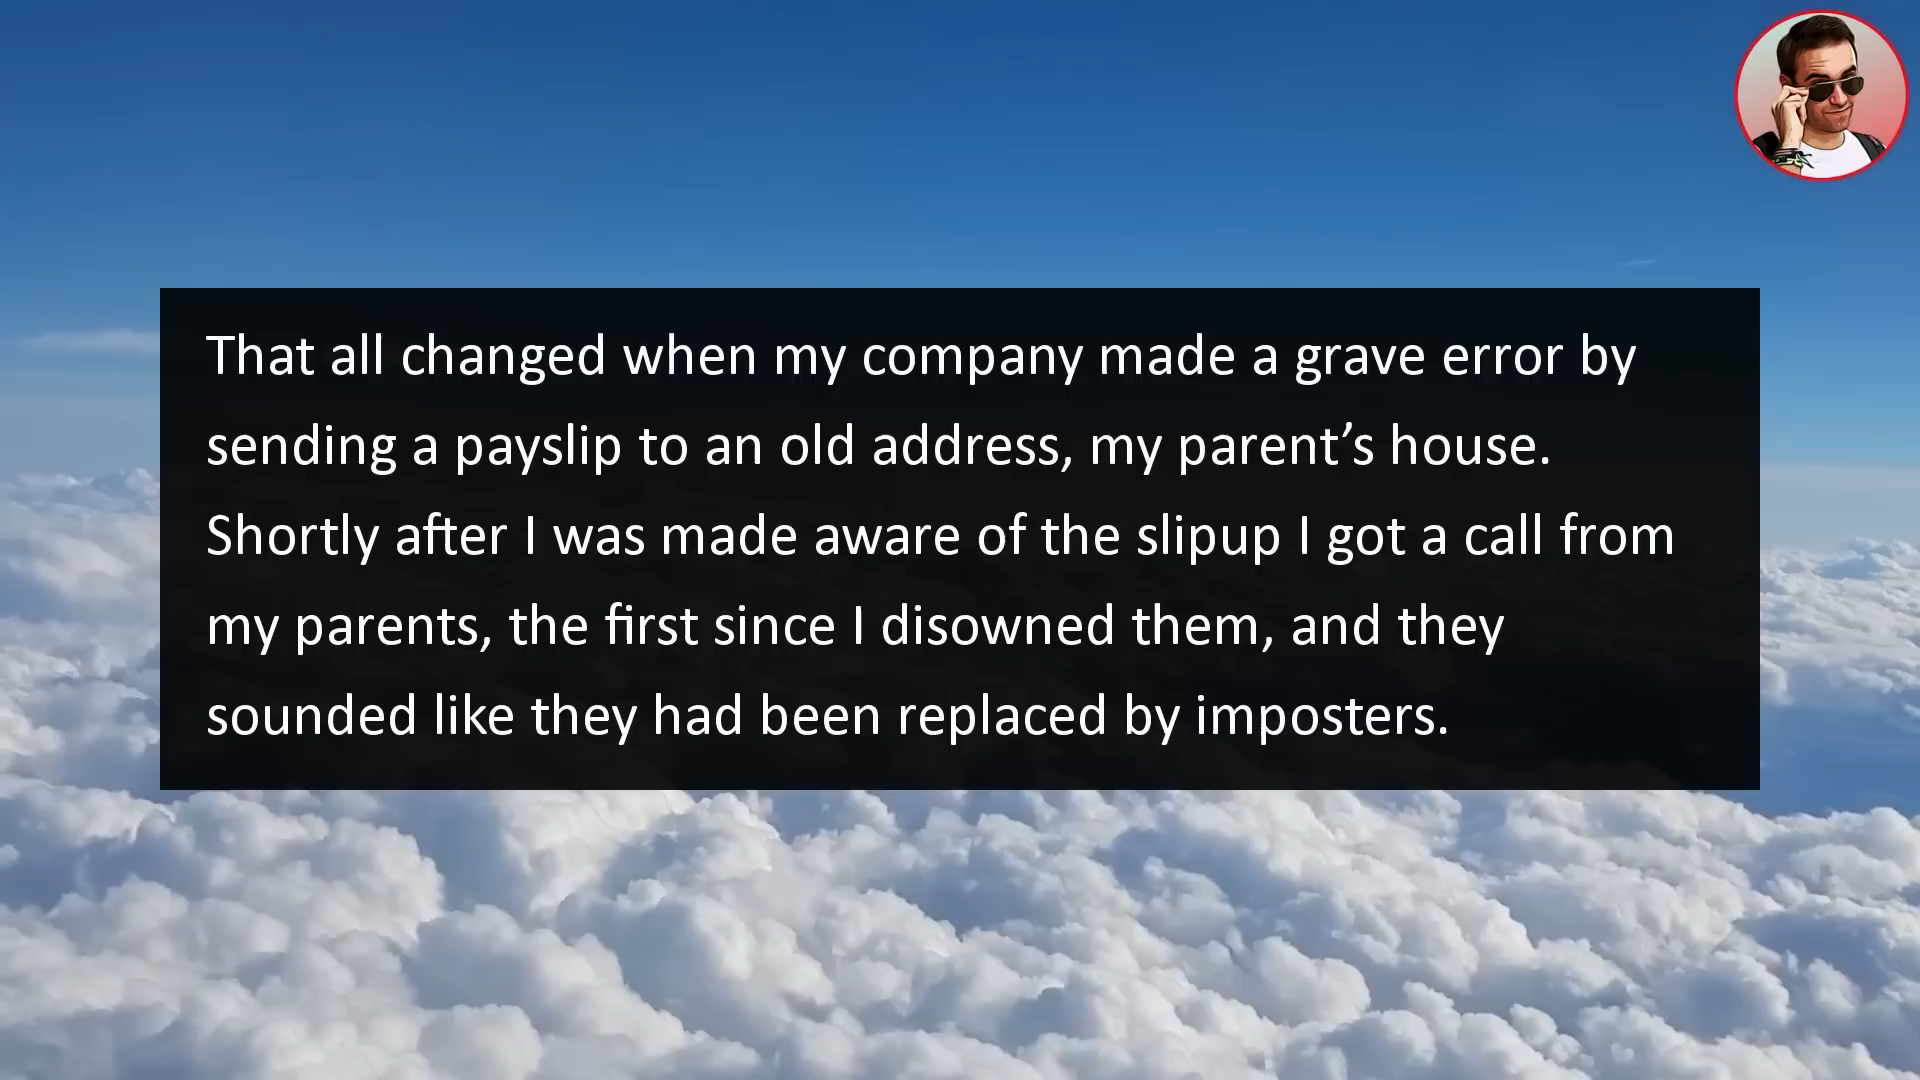 That all changed when my company made a grave error by
sending a payslip to an old address, my parent’s house.
Shortly after I was made aware of the slipup I got a call from
my parents, the first since I disowned them, and they
sounded like they had been replaced by imposters.